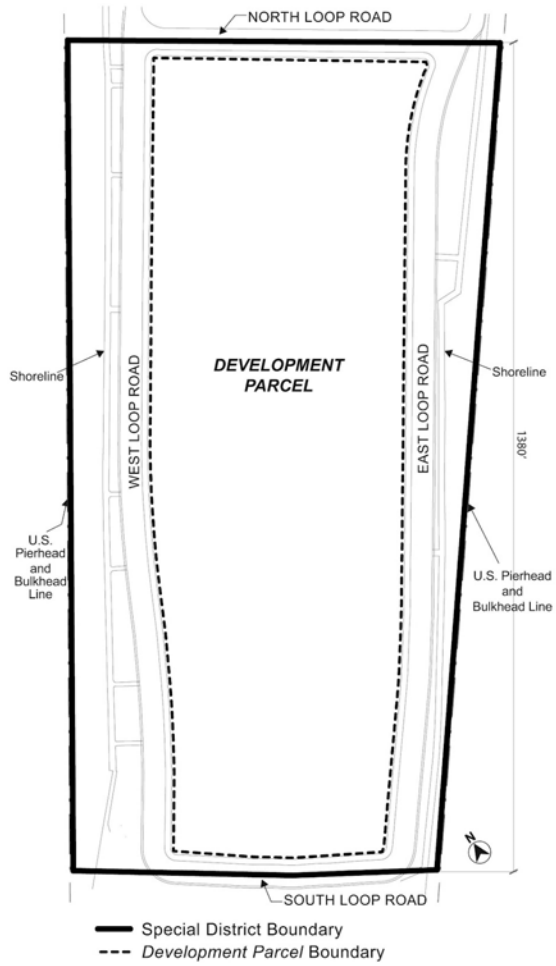 NORTH LOOP ROAD
DEVELOPMENT
PARCEL
Shoreline
WEST LOOP ROAD
EAST LOOP ROAD
Shoreline
1380'
U.S.
Pierhead
and
Bulkhead
Line
U.S. Pierhead
and
Bulkhead Line
N
SOUTH LOOP ROAD
Special District Boundary
Development Parcel Boundary